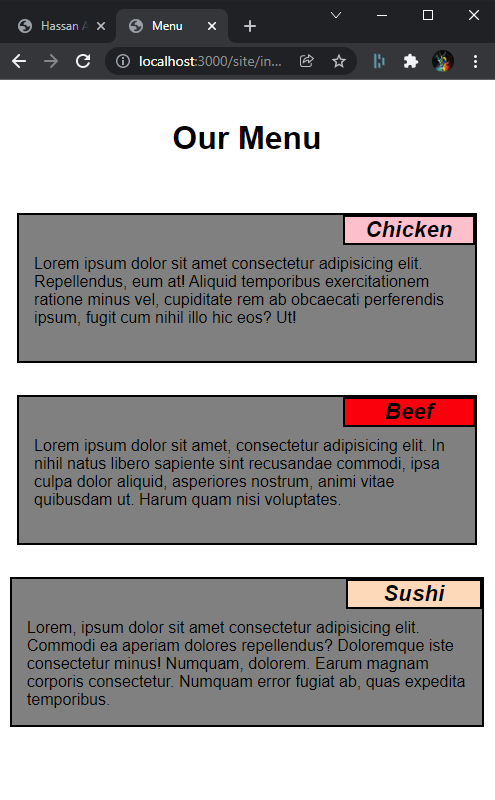 Hassan
Menu
localhost:3000/site/in...
Our Menu
Chicken
Lorem ipsum dolor sit amet consectetur adipisicing elit.
Repellendus, eum at! Aliquid temporibus exercitationem
ratione minus vel, cupiditate rem ab obcaecati perferendis
ipsum, fugit cum nihil illo hic eos? Ut!
Beef
Lorem ipsum dolor sit amet, consectetur adipisicing elit. In
nihil natus libero sapiente sint recusandae commodi, ipsa
culpa dolor aliquid, asperiores nostrum, animi vitae
quibusdam ut. Harum quam nisi voluptates.
Sushi
Lorem, ipsum dolor sit amet consectetur adipisicing elit.
Commodi ea aperiam dolores repellendus? Doloremque iste
consectetur minus! Numquam, dolorem. Earum magnam
corporis consectetur. Numquam error fugiat ab, quas expedita
temporibus.